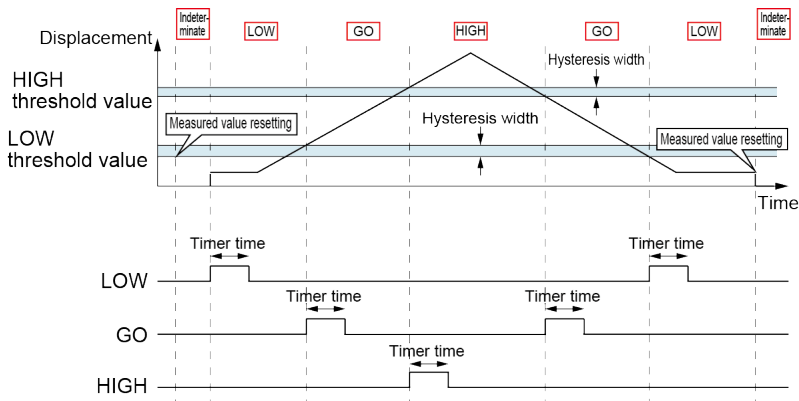 Indeter-
minate
LOW
GO
HIGH
GO
LOW
Indeter-
minate
Displacement
Hysteresis width
HIGH
threshold value
Measured value resetting
Hysteresis width
LOW
threshold value
Measured value resetting
Time
Timer time
Timer time
LOW
Timer time
Timer time
GO
Timer time
HIGH